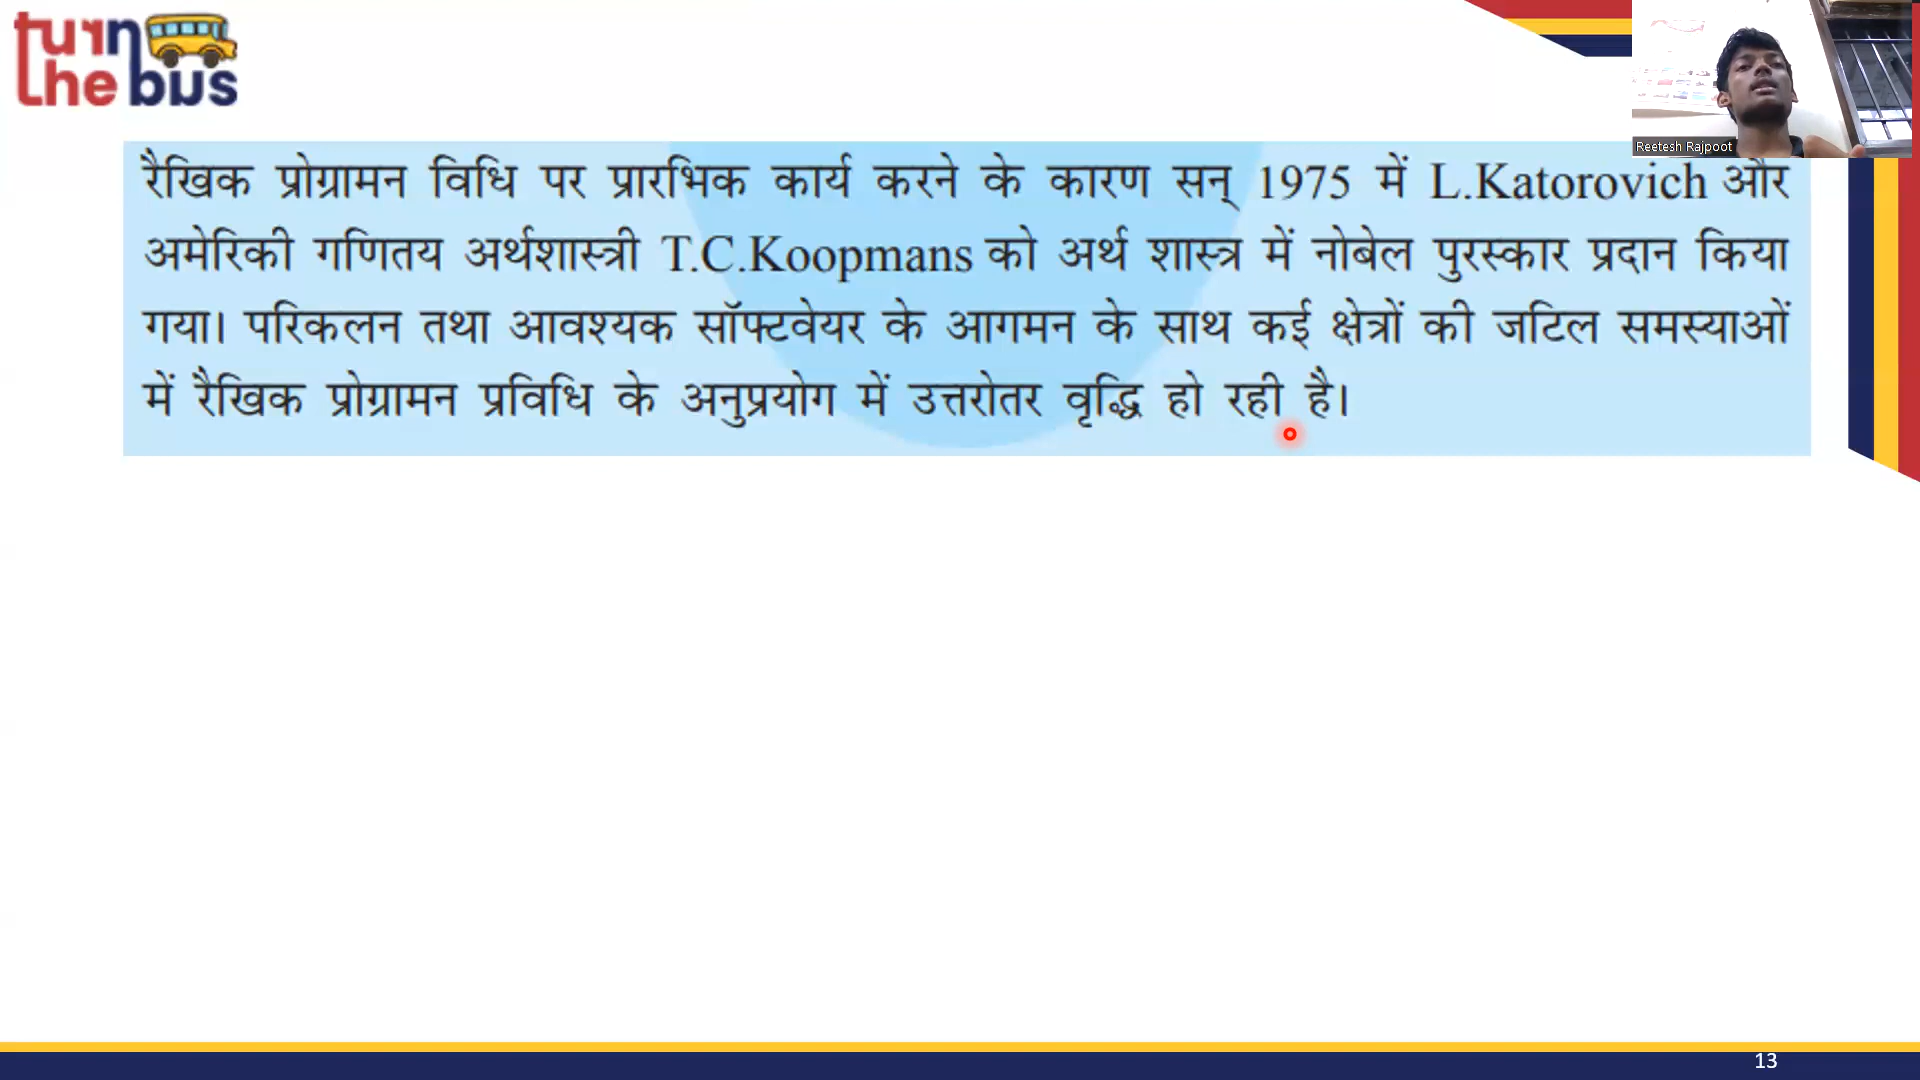 turn
the bus
Reetesh Rajpoot
रैखिक प्रोग्रामन विधि पर प्रारभिक कार्य करने के कारण सन् 1975 में L.Katorovich और
अमेरिकी गणितय अर्थशास्त्री T.C.Koopmans को अर्थ शास्त्र में नोबेल पुरस्कार प्रदान किया
गया। परिकलन तथा आवश्यक सॉफ्टवेयर के आगमन के साथ कई क्षेत्रों की जटिल समस्याओं
में रैखिक प्रोग्रामन प्रविधि के अनुप्रयोग में उत्तरोतर वृद्धि हो रही है।
13